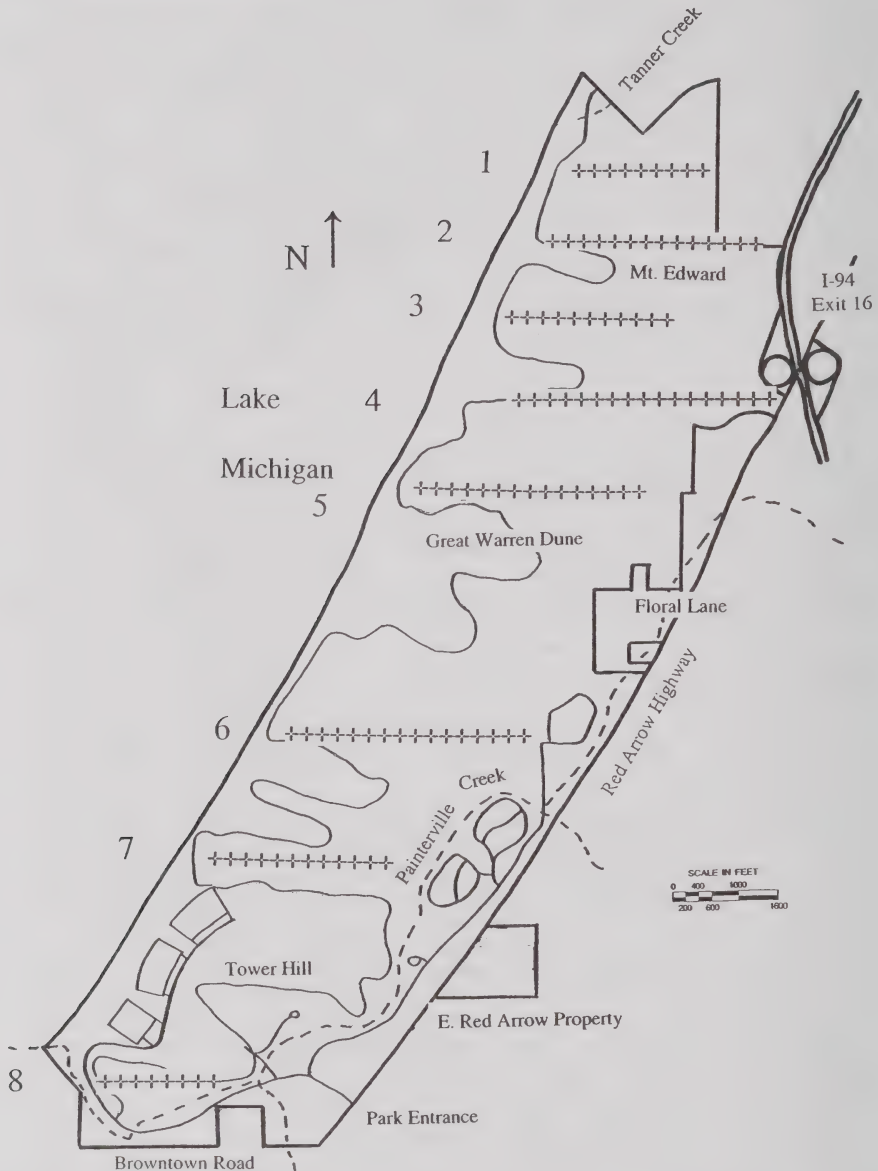 Tanner Creek
1
2
N
Mt. Edward
I-94
Exit 16
3
Lake
4
Michigan
5
Great Warren Dune
Floral Lane
Red Arrow Highway
6
Painterville Creek
7
SCALE IN FEET
0 400 1000
200 600 1600
Tower Hill
E. Red Arrow Property
8
Park Entrance
Browntown Road